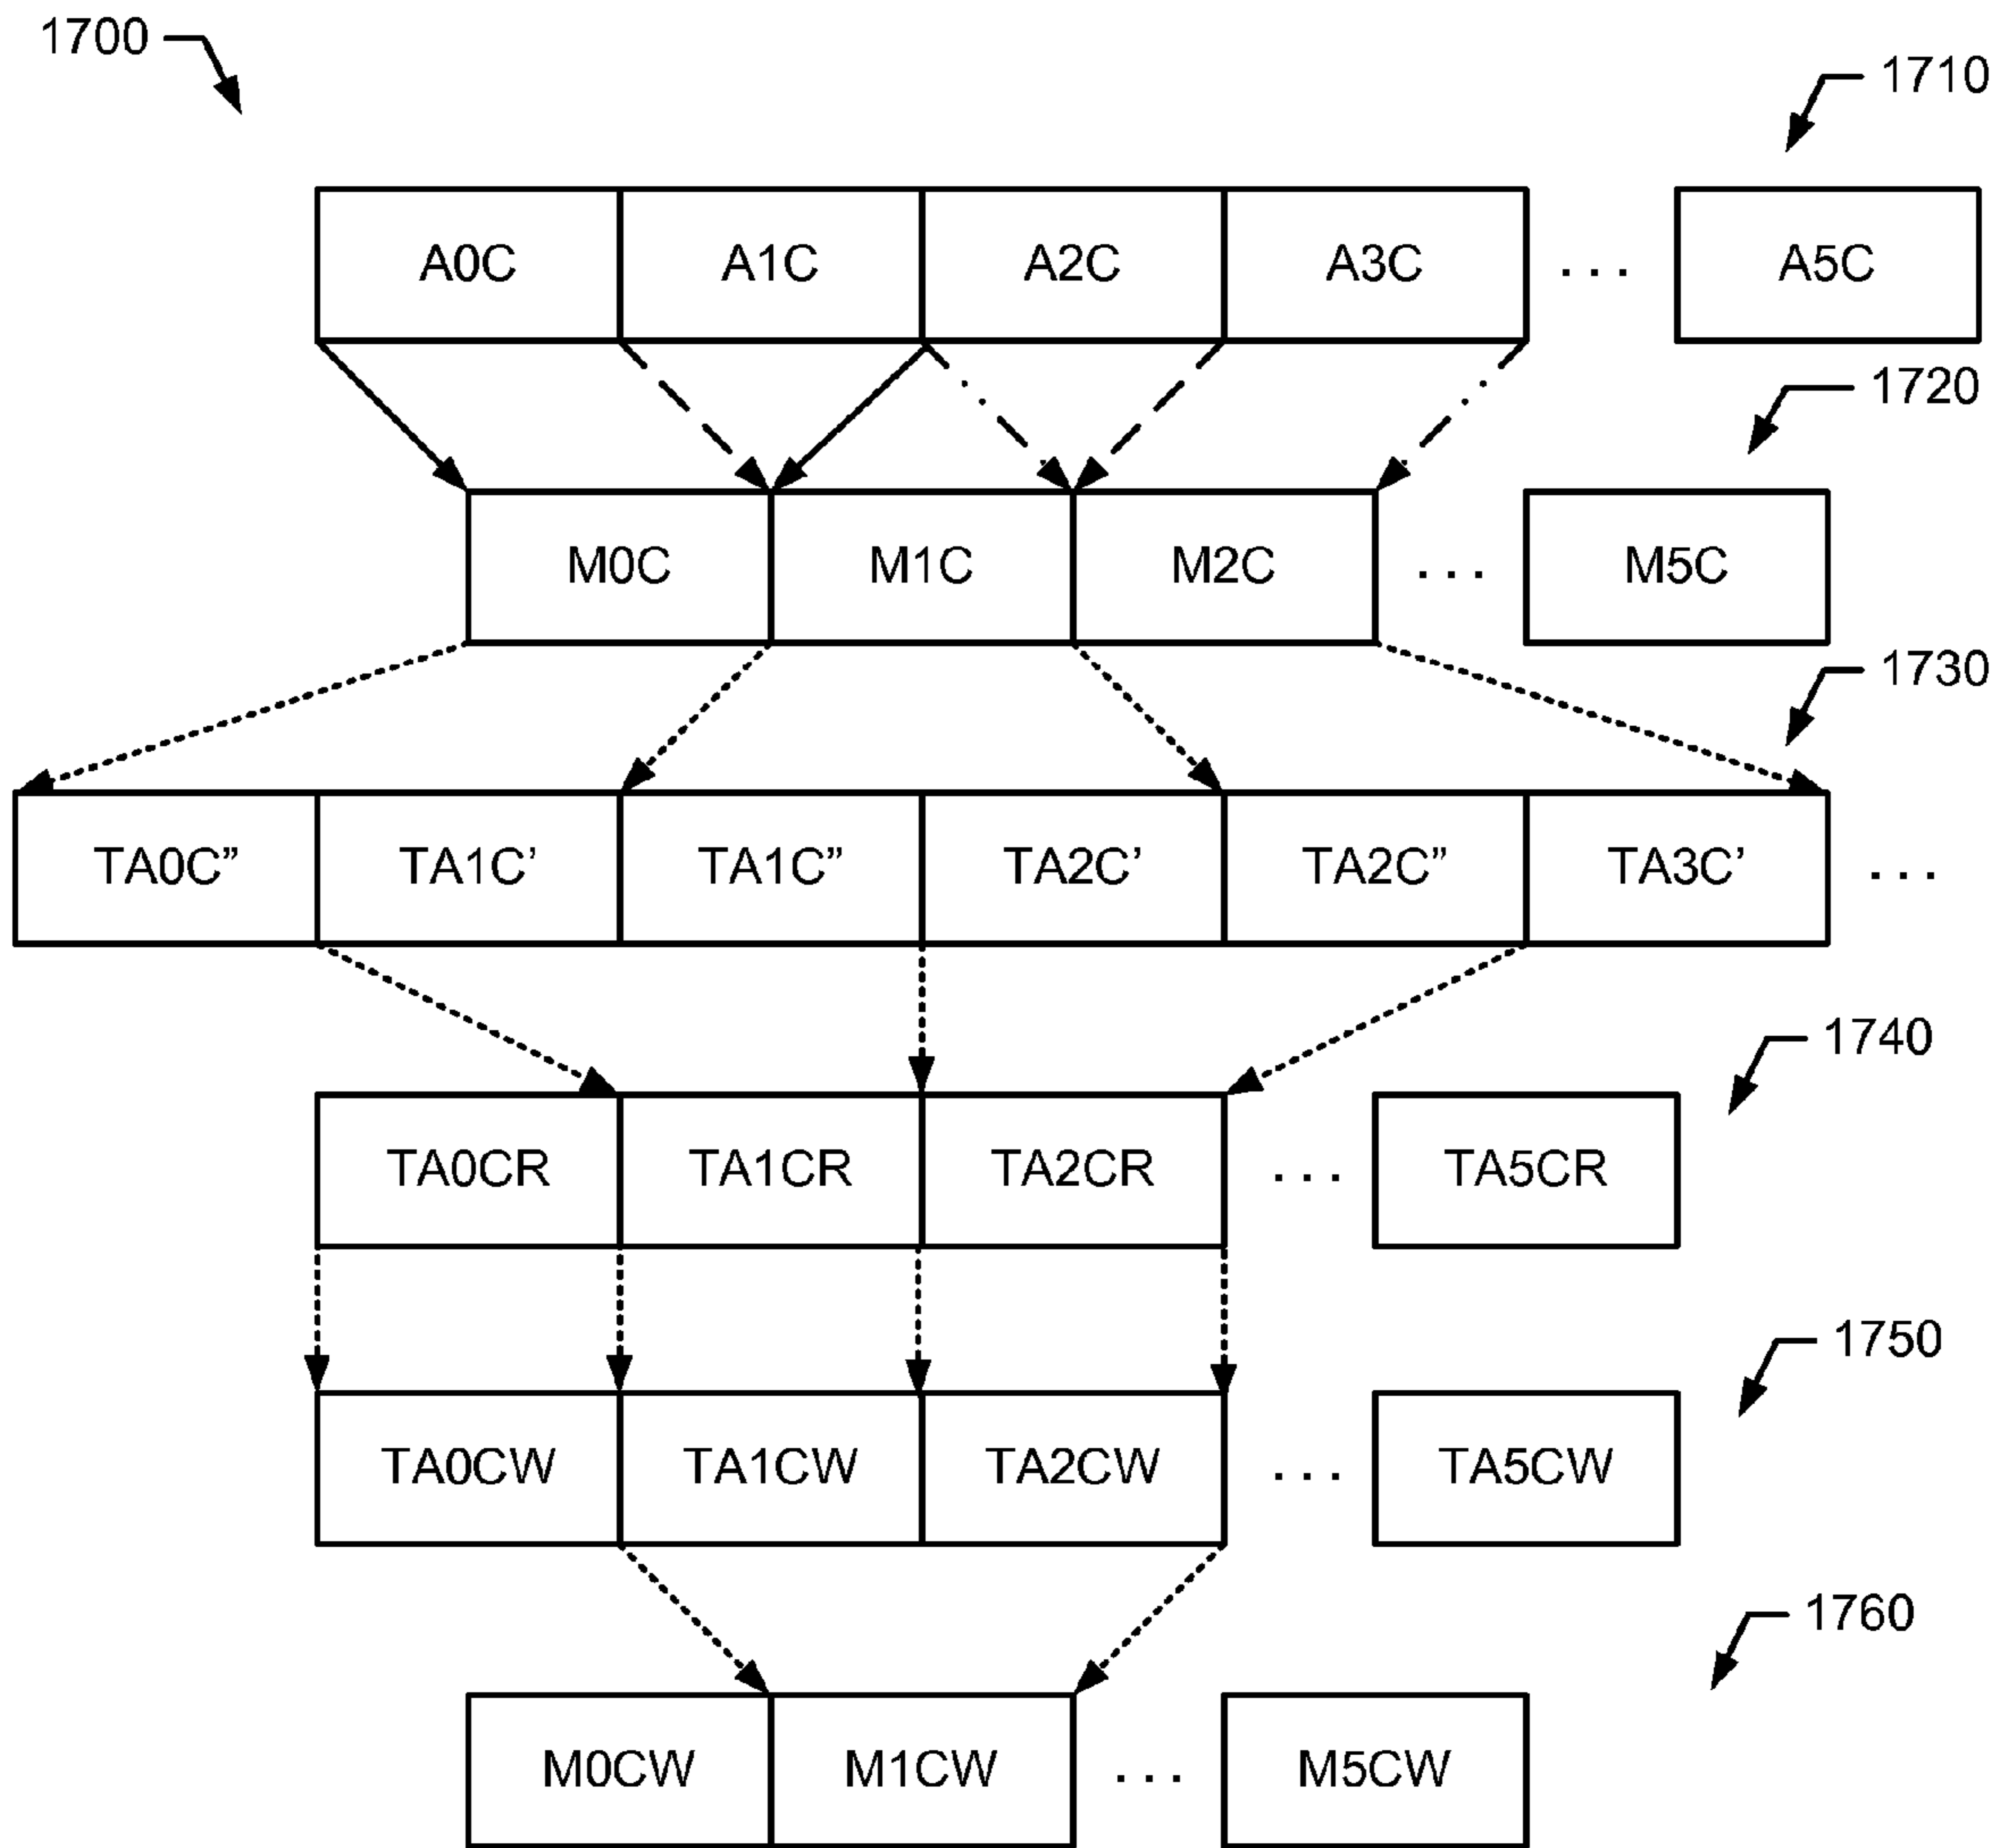 1700
1710
A0C A1C A2C A3C ... A5C
1720
M0C M1C M2C ... M5C
1730
TA0C” TA1C’ TA1C” TA2C’ TA2C” TA3C’ ...
1740
TA0CR TA1CR TA2CR ... TA5CR
1750
TA0CW TA1CW TA2CW ... TA5CW
1760
M0CW M1CW ... M5CW